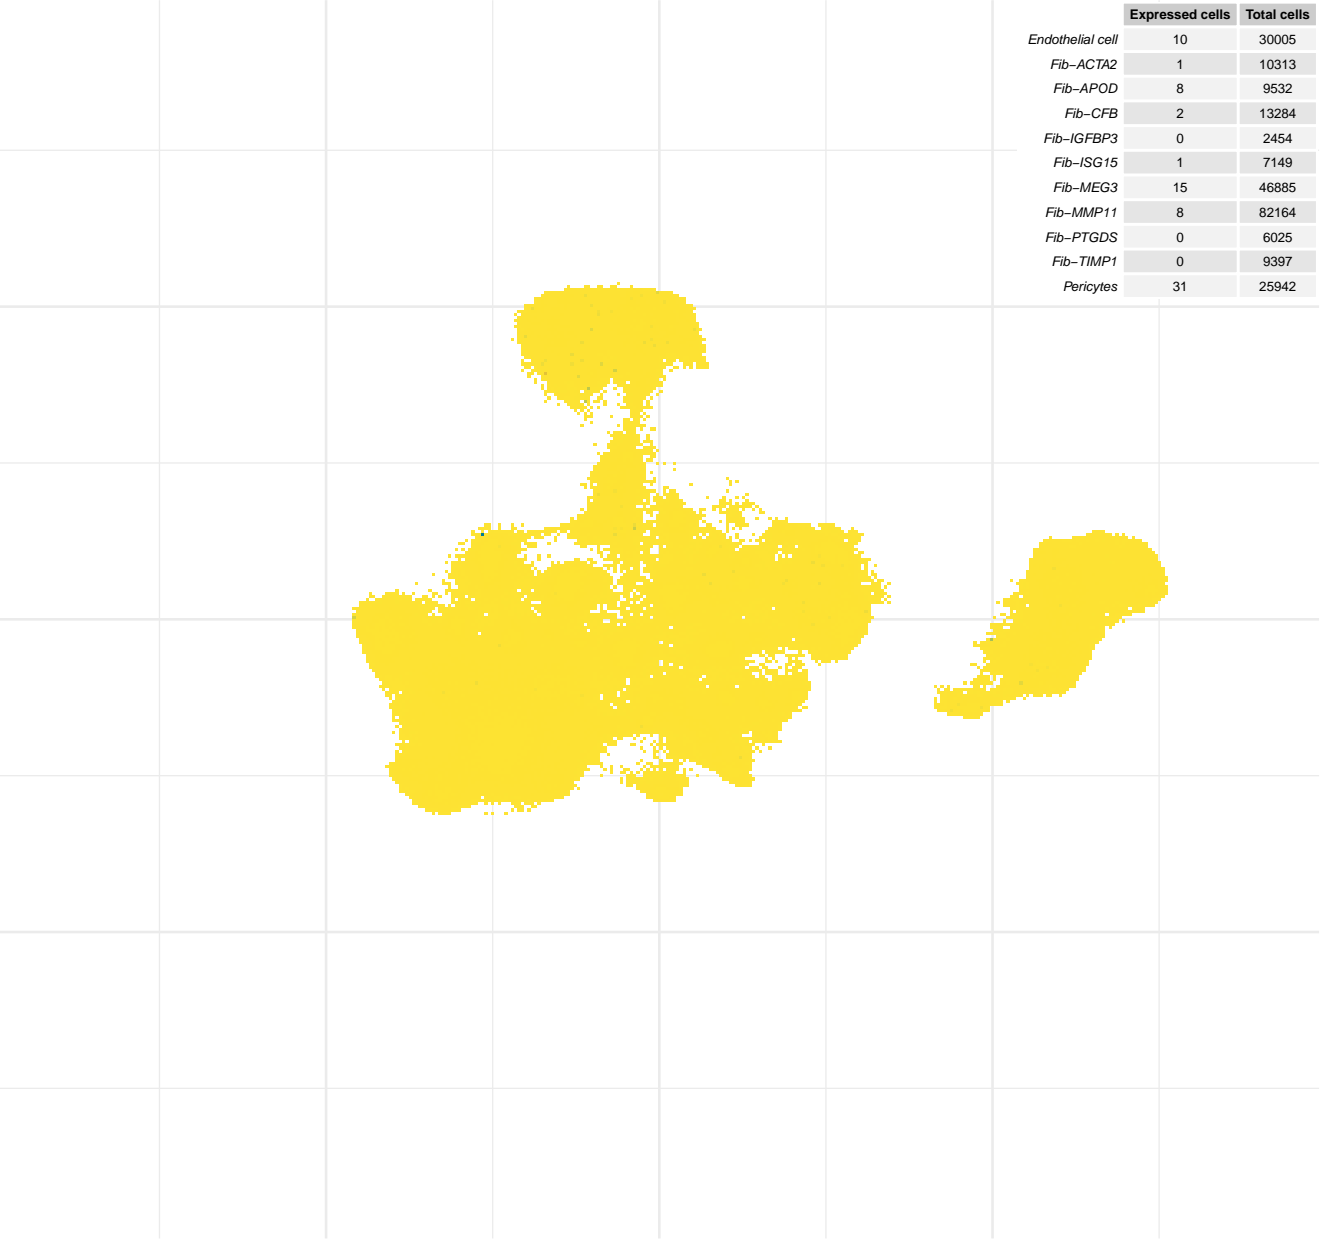 Expressed cells Total cells
Endothelial cell 10 30005
Fib−ACTA2 1 10313
Fib−APOD 8 9532
Fib−CFB 2 13284
Fib−IGFBP3 0 2454
Fib−ISG15 1 7149
Fib−MEG3 15 46885
Fib−MMP11 8 82164
Fib−PTGDS 0 6025
Fib−TIMP1 0 9397
Pericytes 31 25942